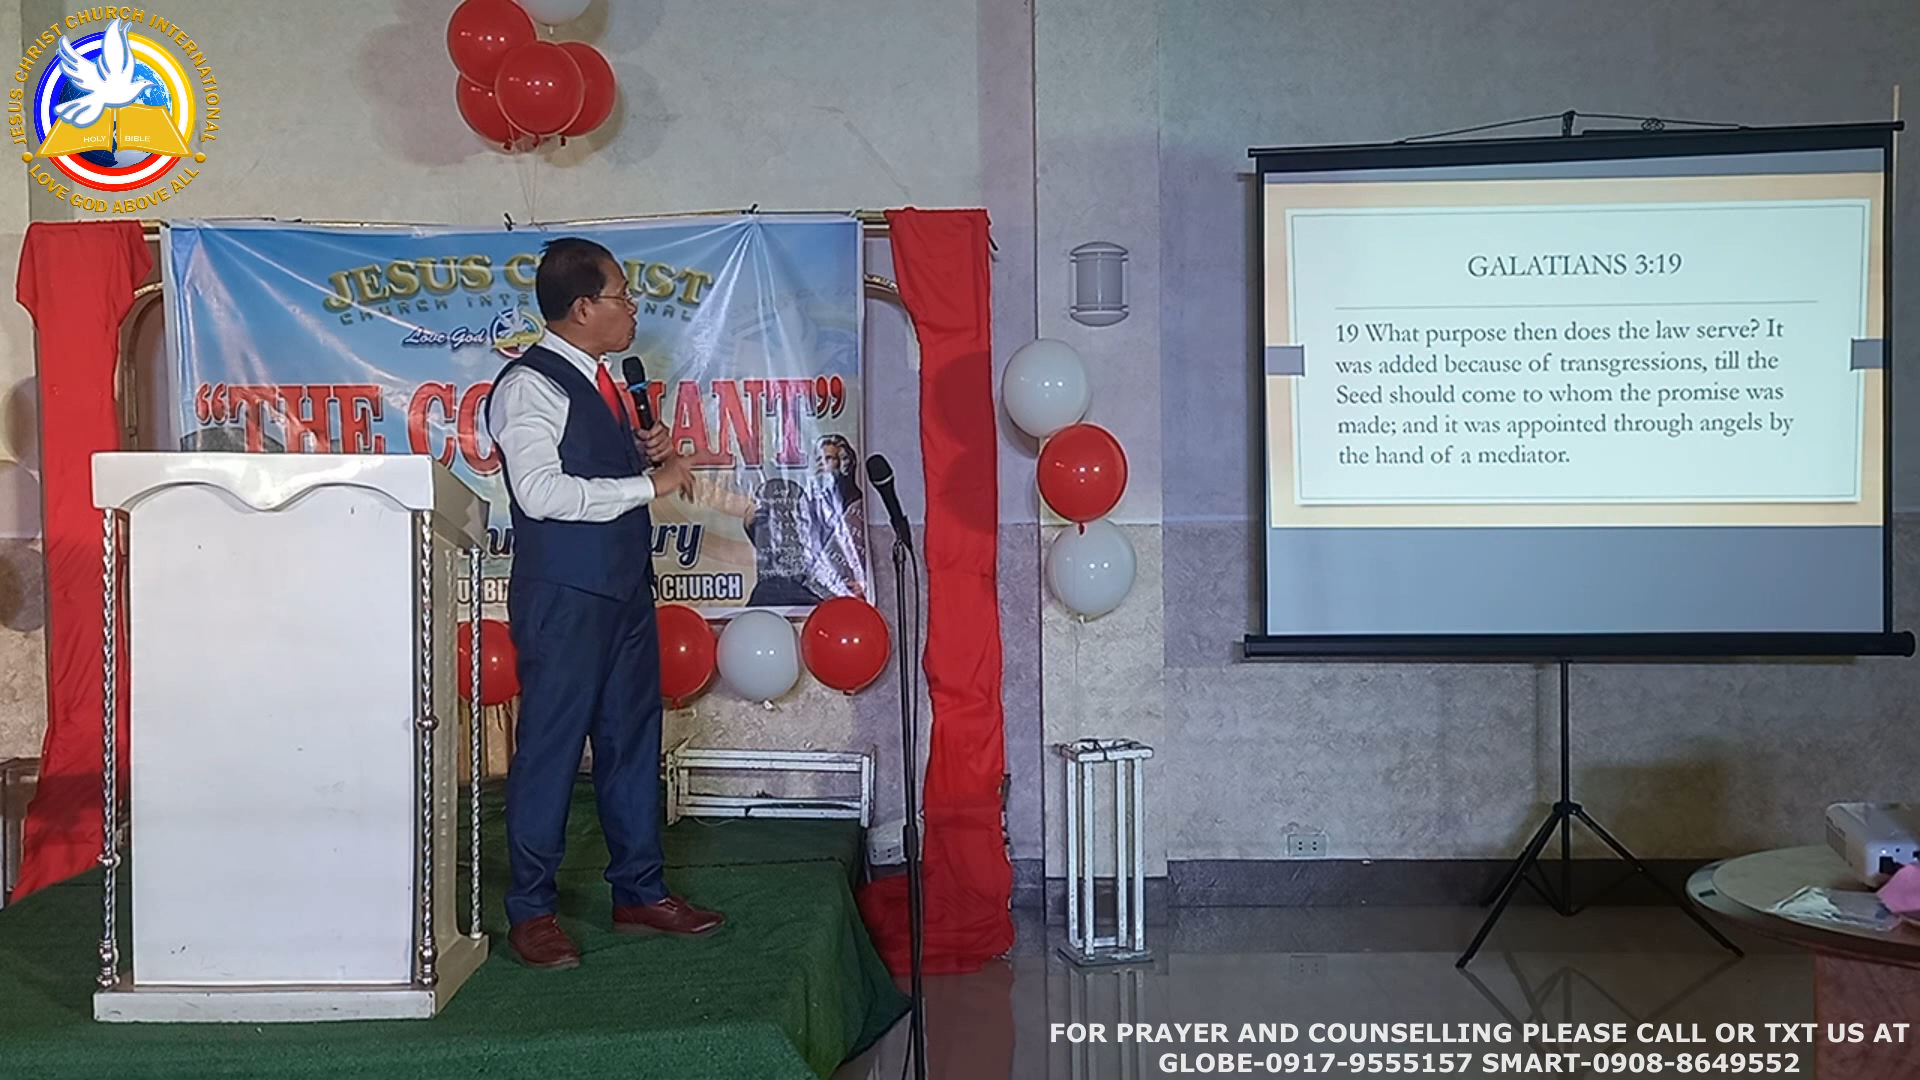 JESUS CHRIST CHURCH INTERNATIONAL
HOLY BIBLE
LOVE GOD ABOVE ALL
JESUS CHRIST
CHURCH
Love God
"THE
CHURCH
GALATIANS 3:19
19 What purpose then does the law serve? It
was added because of transgressions, till the
Seed should come to whom the promise was
made; and it was appointed through angels by
the hand of a mediator.
FOR PRAYER AND COUNSELLING PLEASE CALL OR TXT US AT
GLOBE-0917-9555157 SMART-0908-8649552